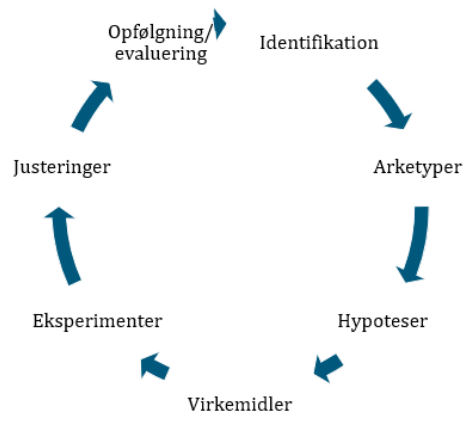 Opfølgning/
evaluering
Identifikation
Arketyper
Hypoteser
Virkemidler
Eksperimenter
Justeringer